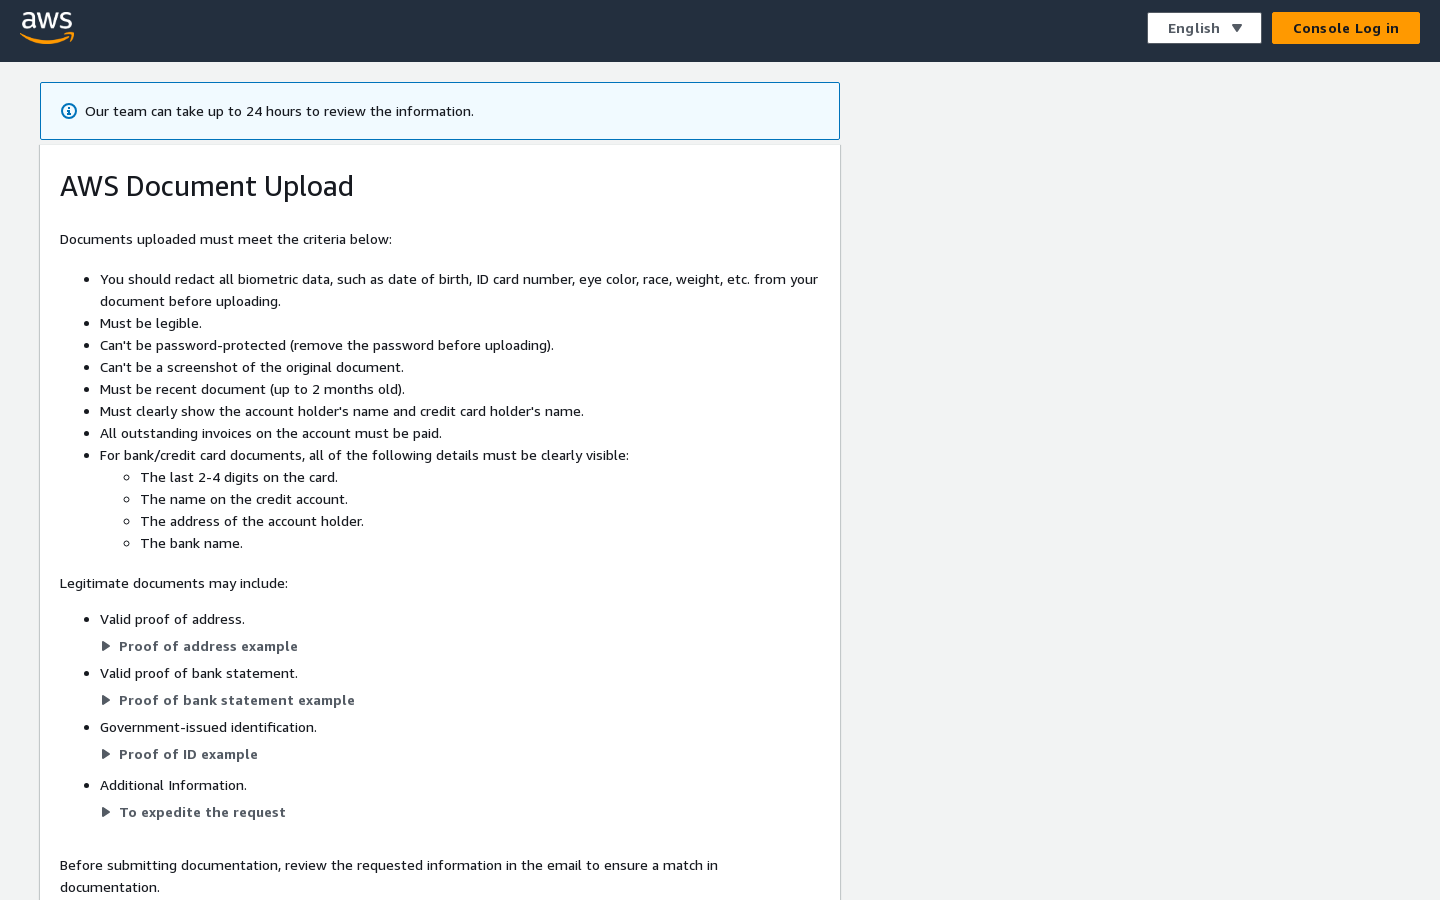 aws
English
Console Log in
Our team can take up to 24 hours to review the information.
AWS Document Upload
Documents uploaded must meet the criteria below:
You should redact all biometric data, such as date of birth, ID card number, eye color, race, weight, etc. from your
document before uploading.
Must be legible.
Can't be password-protected (remove the password before uploading).
Can't be a screenshot of the original document.
Must be recent document (up to 2 months old).
Must clearly show the account holder's name and credit card holder's name.
All outstanding invoices on the account must be paid.
For bank/credit card documents, all of the following details must be clearly visible:
The last 2-4 digits on the card.
The name on the credit account.
The address of the account holder.
The bank name.
Legitimate documents may include:
Valid proof of address.
Proof of address example
Valid proof of bank statement.
Proof of bank statement example
Government-issued identification.
Proof of ID example
Additional Information.
To expedite the request
Before submitting documentation, review the requested information in the email to ensure a match in
documentation.